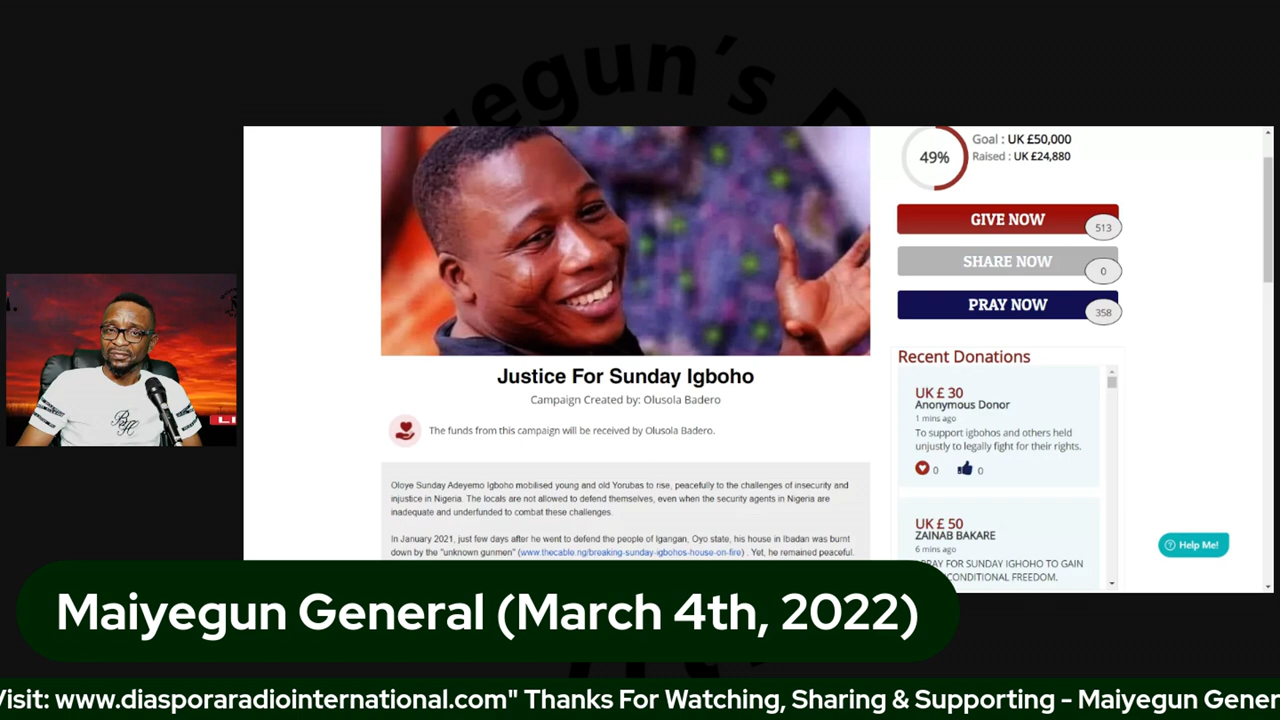 Maiyegun's D
49%
Goal : UK £50,000
Raised : UK £24,880
GIVE NOW
513
SHARE NOW
0
PRAY NOW
358
Justice For Sunday Igboho
Campaign Created by: Olusola Badero
The funds from this campaign will be received by Olusola Badero.
Oloye Sunday Adeyemo Igboho mobilised young and old Yorubas to rise, peacefully to the challenges of insecurity and
injustice in Nigeria. The locals are not allowed to defend themselves, even when the security agents in Nigeria are
inadequate and underfunded to combat these challenges.
In January 2021, just few days after he went to defend the people of Igangan, Oyo state, his house in Ibadan was burnt
down by the "unknown gunmen" (www.thecable.ng/breaking-sunday-igbohos-house-on-fire) . Yet, he remained peaceful.
Recent Donations
UK £ 30
Anonymous Donor
1 mins ago
To support igbohos and others held
unjustly to legally fight for their rights.
0 0
UK £ 50
ZAINAB BAKARE
6 mins ago
PRAY FOR SUNDAY IGHOHO TO GAIN
CONDITIONAL FREEDOM.
Help Me!
LI
Maiyegun General (March 4th, 2022)
Visit: www.diasporaradiointernational.com" Thanks For Watching, Sharing & Supporting - Maiyegun Gener